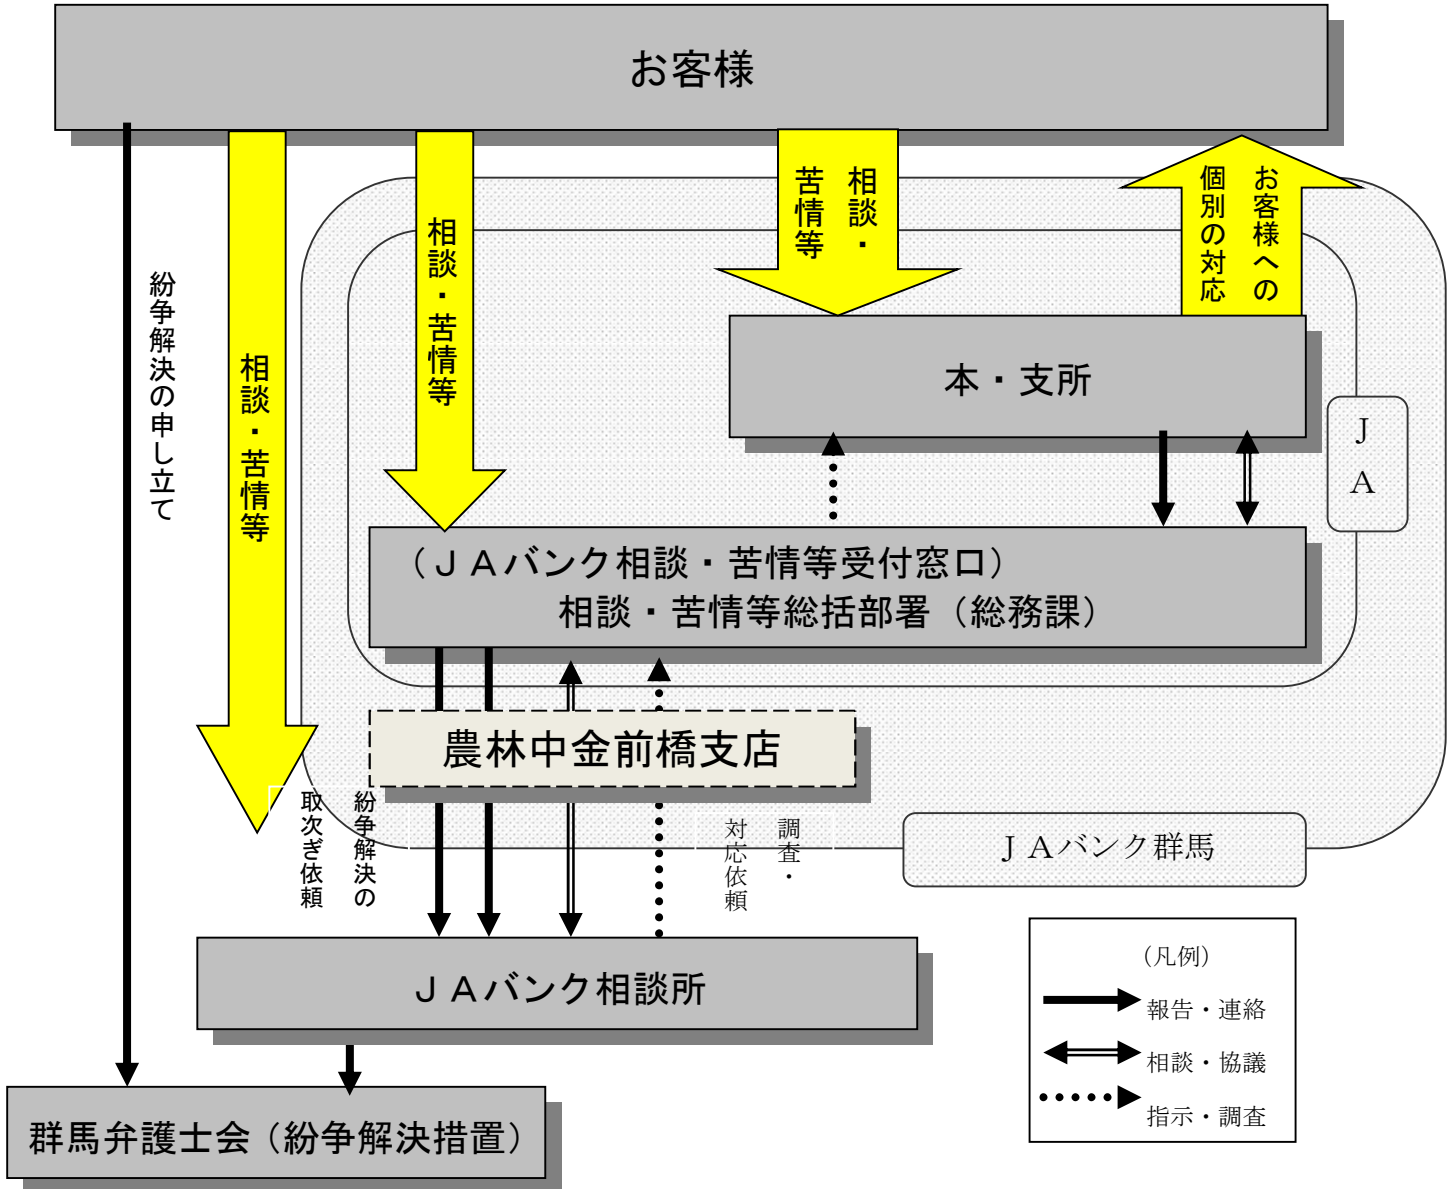 お客様
紛争解決の申し立て
相談・苦情等
相談・苦情等
相談・
苦情等
お客様への
個別の対応
本・支所
ＪＡ
（ＪＡバンク相談・苦情等受付窓口）
相談・苦情等総括部署（総務課）
農林中金前橋支店
紛争解決の
取次ぎ依頼
調査・
対応依頼
ＪＡバンク群馬
ＪＡバンク相談所
群馬弁護士会（紛争解決措置）
（凡例）
報告・連絡
相談・協議
指示・調査